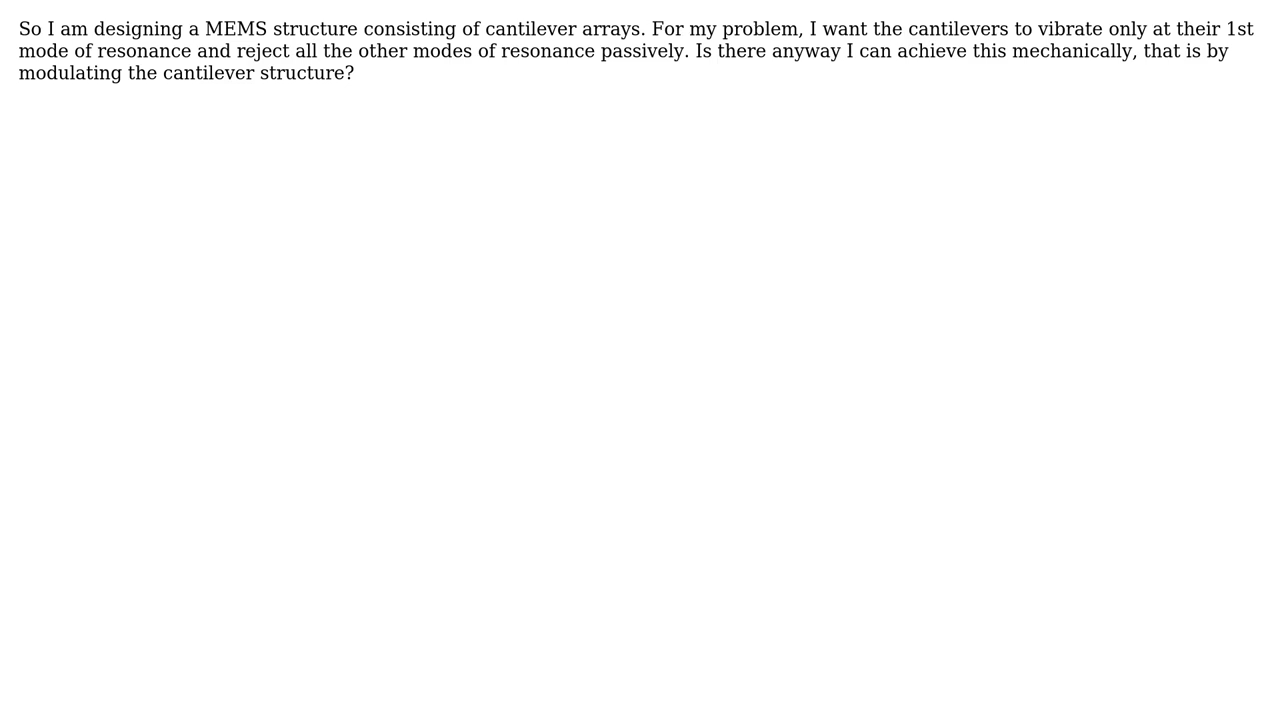 So I am designing a MEMS structure consisting of cantilever arrays. For my problem, I want the cantilevers to vibrate only at their 1st
mode of resonance and reject all the other modes of resonance passively. Is there anyway I can achieve this mechanically, that is by
modulating the cantilever structure?